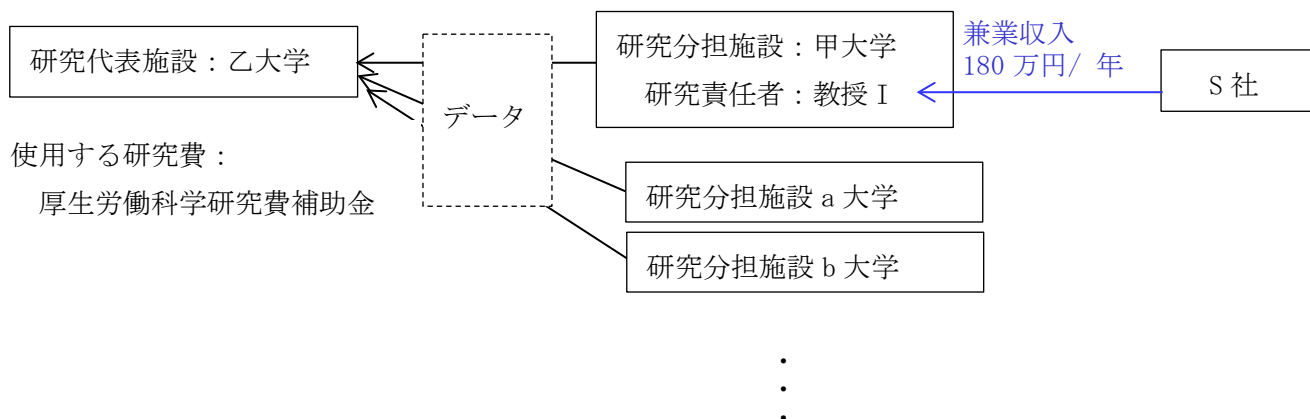 研究代表施設：乙大学
使用する研究費：
厚生労働科学研究費補助金
データ
研究分担施設：甲大学
研究責任者：教授 I
兼業収入
180 万円/ 年
S 社
研究分担施設 a 大学
研究分担施設 b 大学
・
・
・